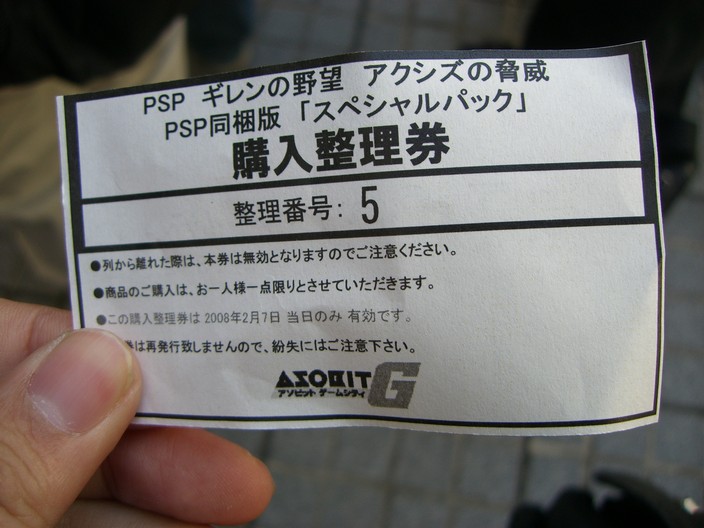 PSP ギレンの野望 アクシズの脅威
PSP同梱版 「スペシャルパック」
購入整理券
整理番号: 5
●列から離れた際は、本券は無効となりますのでご注意ください。
●商品のご購入は、お一人様一点限りとさせていただきます。
●この購入整理券は 2008年2月7日 当日のみ 有効です。
は再発行致しませんので、紛失にはご注意下さい。
ASOBIT G
アソビット ゲームシティ